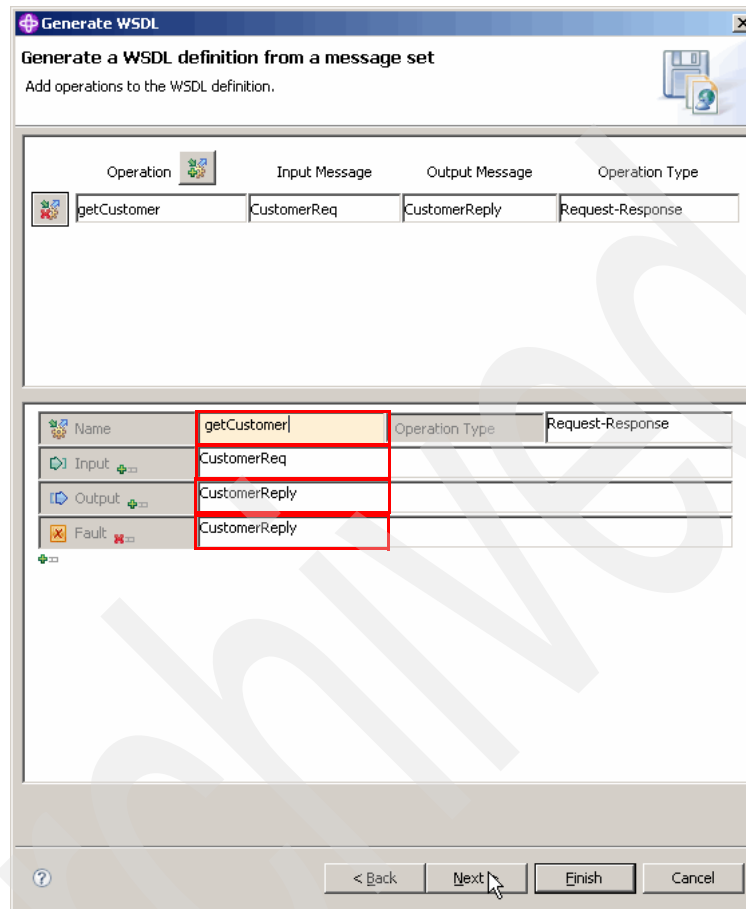 Generate WSDL
Generate a WSDL definition from a message set
Add operations to the WSDL definition.
Operation Input Message Output Message Operation Type
getCustomer CustomerReq CustomerReply Request-Response
Name getCustomer Operation Type Request-Response
Input CustomerReq
Output CustomerReply
Fault CustomerReply
< Back Next > Finish Cancel